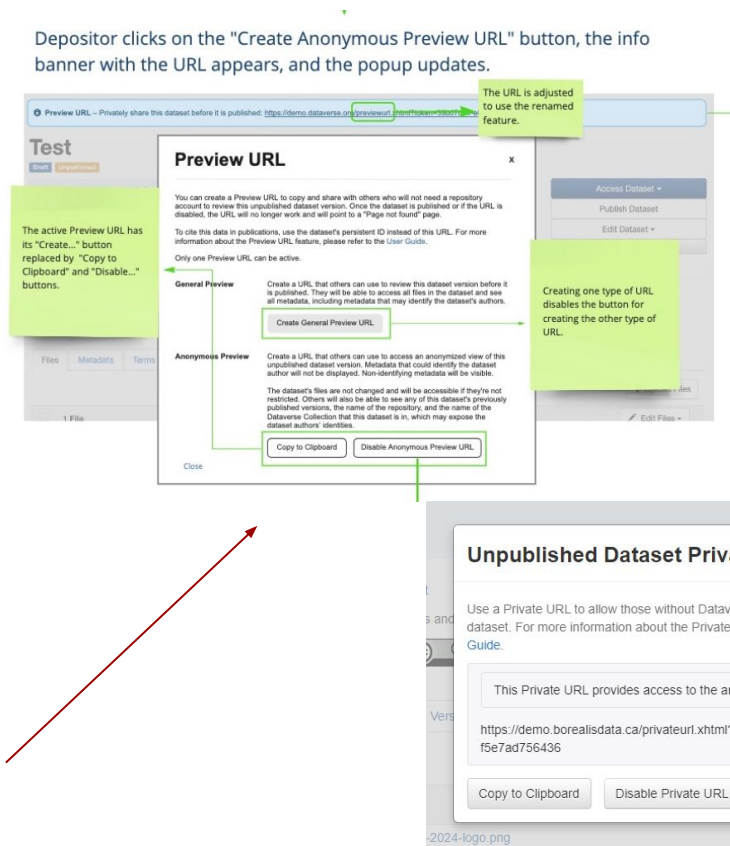 Depositor clicks on the "Create Anonymous Preview URL" button, the info
banner with the URL appears, and the popup updates.
The URL is adjusted
to use the renamed
feature.
Preview URL – Privately share this dataset before it is published: https://demo.dataverse.org/previewurl.xhtml?token=
Test
Draft Unpublished
Preview URL
x
You can create a Preview URL to copy and share with others who will not need a repository
account to review this unpublished dataset version. Once the dataset is published or if the URL is
disabled, the URL will no longer work and will point to a "Page not found" page.
To cite this data in publications, use the dataset's persistent ID instead of this URL. For more
information about the Preview URL feature, please refer to the User Guide.
Only one Preview URL can be active.
General Preview
Create a URL that others can use to review this dataset version before it
is published. They will be able to access all files in the dataset and see
all metadata, including metadata that may identify the dataset's authors.
Create General Preview URL
Anonymous Preview
Create a URL that others can use to access an anonymized view of this
unpublished dataset version. Metadata that could identify the dataset
author will not be displayed. Non-identifying metadata will be visible.
The dataset's files are not changed and will be accessible if they're not
restricted. Others will also be able to see any of this dataset's previously
published versions, the name of the repository, and the name of the
Dataverse Collection that this dataset is in, which may expose the
dataset authors' identities.
Copy to Clipboard
Disable Anonymous Preview URL
Close
The active Preview URL has
its "Create..." button
replaced by "Copy to
Clipboard" and "Disable..."
buttons.
Access Dataset
Publish Dataset
Edit Dataset
Creating one type of URL
disables the button for
creating the other type of
URL.
Files Metadata Terms
1 File
Files
Edit Files
Unpublished Dataset Priva
Use a Private URL to allow those without Datav
dataset. For more information about the Private
Guide.
This Private URL provides access to the a
https://demo.borealisdata.ca/privateurl.xhtml?
f5e7ad756436
Copy to Clipboard
Disable Private URL
s and
Vers
-2024-logo.png